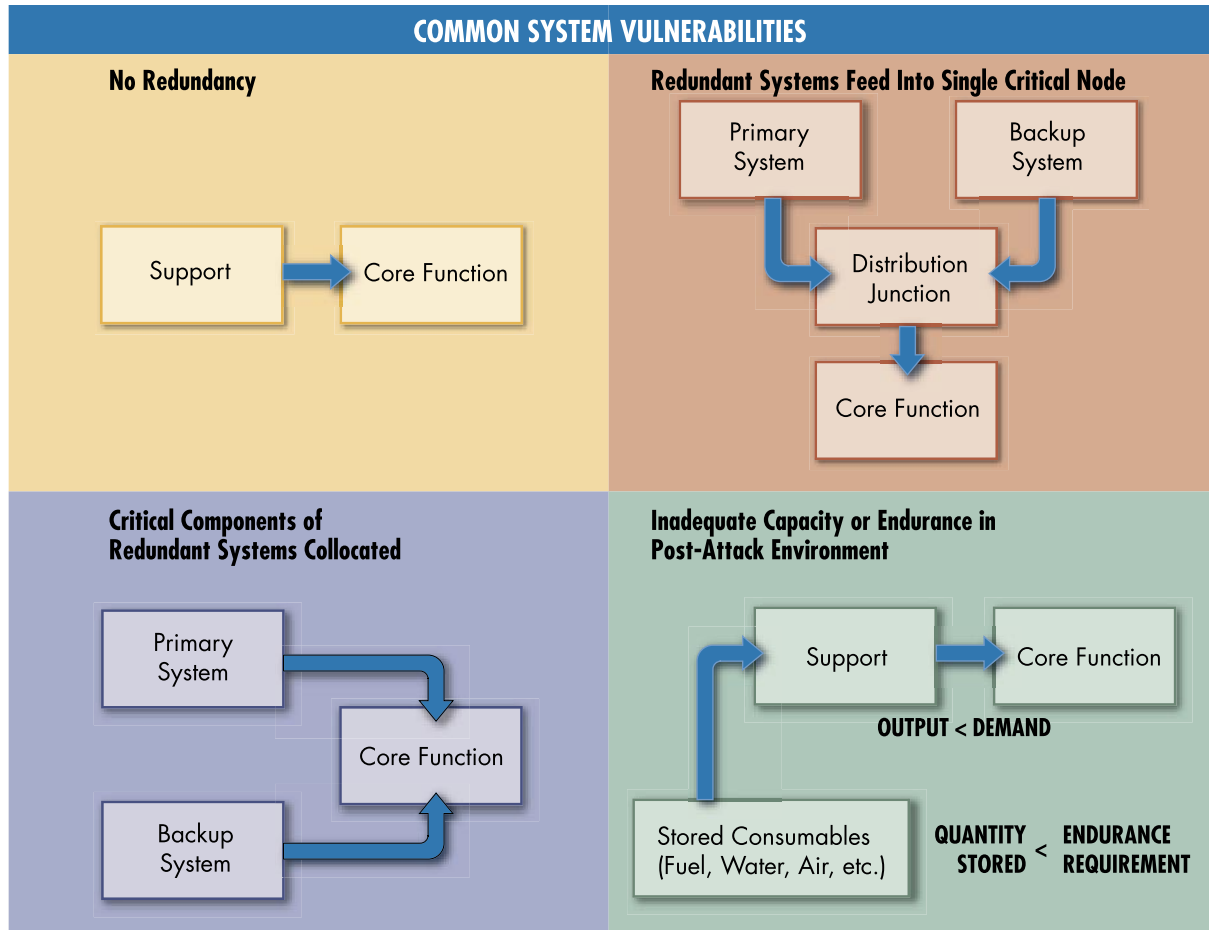 COMMON SYSTEM VULNERABILITIES
No Redundancy
Support
Core Function
Redundant Systems Feed Into Single Critical Node
Primary
System
Backup
System
Distribution
Junction
Core Function
Critical Components of
Redundant Systems Collocated
Primary
System
Core Function
Backup
System
Inadequate Capacity or Endurance in
Post-Attack Environment
Support
Core Function
OUTPUT < DEMAND
Stored Consumables
(Fuel, Water, Air, etc.)
QUANTITY
STORED
<
ENDURANCE
REQUIREMENT